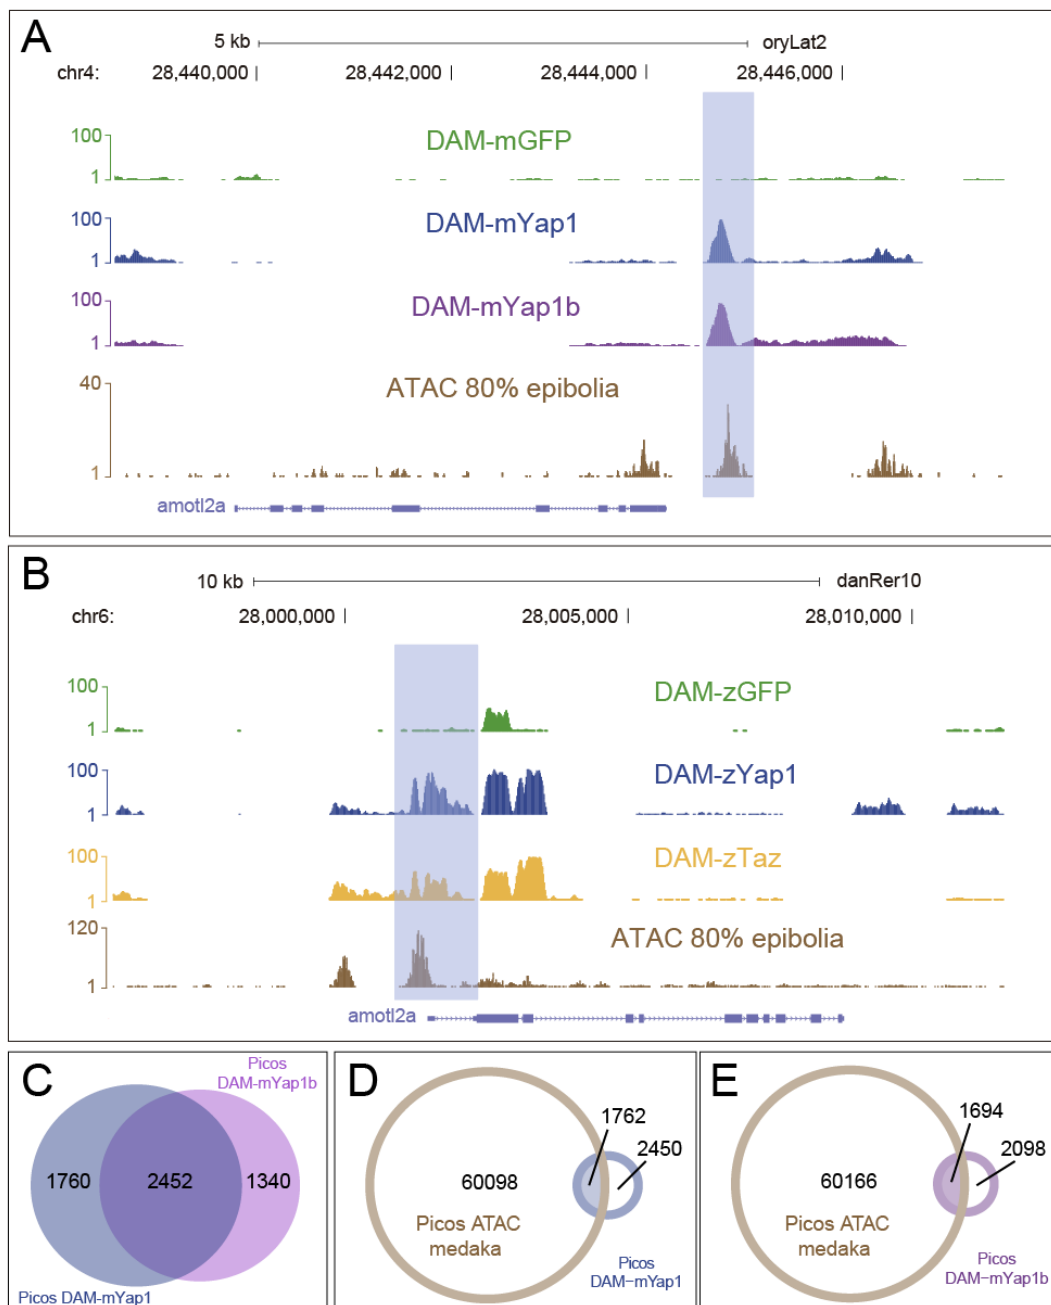 A
5 kb
oryLat2
chr4:
28,440,000
28,442,000
28,444,000
28,446,000
100
1
DAM-mGFP
100
1
DAM-mYap1
100
1
DAM-mYap1b
40
1
ATAC 80% epibolia
amotl2a
B
10 kb
danRer10
chr6:
28,000,000
28,005,000
28,010,000
100
1
DAM-zGFP
100
1
DAM-zYap1
100
1
DAM-zTaz
120
1
ATAC 80% epibolia
amotl2a
C
Picos
DAM-mYap1b
1760
2452
1340
Picos DAM-mYap1
D
1762
2450
60098
Picos ATAC
medaka
Picos
DAM−mYap1
E
1694
2098
60166
Picos ATAC
medaka
Picos
DAM−mYap1b